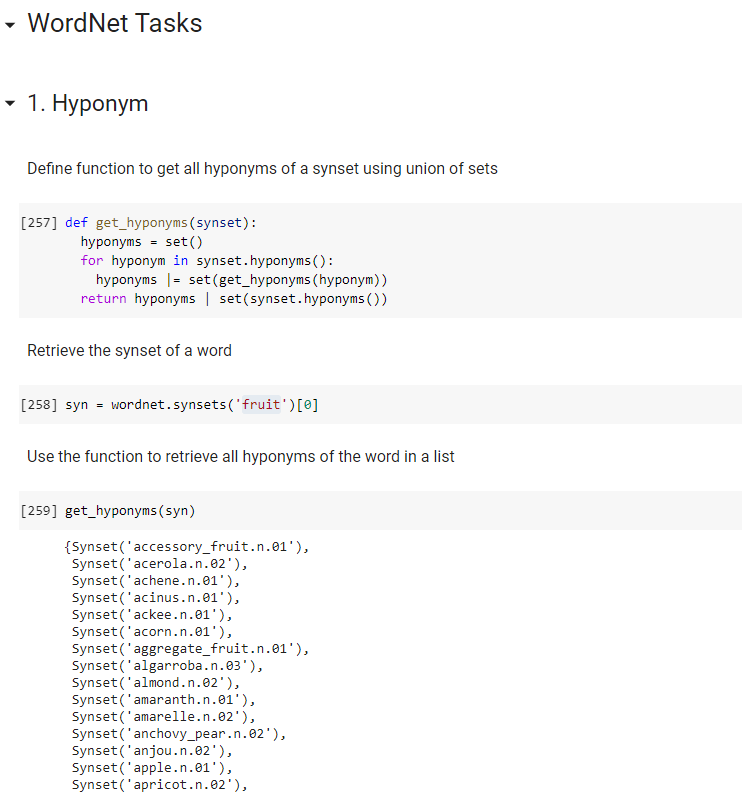 WordNet Tasks
1. Hyponym
Define function to get all hyponyms of a synset using union of sets
[257] def get_hyponyms(synset):
hyponyms = set()
for hyponym in synset.hyponyms():
hyponyms |= set(get_hyponyms(hyponym))
return hyponyms | set(synset.hyponyms())
Retrieve the synset of a word
[258] syn = wordnet.synsets('fruit')[0]
Use the function to retrieve all hyponyms of the word in a list
[259] get_hyponyms(syn)
{Synset('accessory_fruit.n.01'),
Synset('acerola.n.02'),
Synset('achene.n.01'),
Synset('acinus.n.01'),
Synset('ackee.n.01'),
Synset('acorn.n.01'),
Synset('aggregate_fruit.n.01'),
Synset('algarroba.n.03'),
Synset('almond.n.02'),
Synset('amaranth.n.01'),
Synset('amarelle.n.02'),
Synset('anchovy_pear.n.02'),
Synset('anjou.n.02'),
Synset('apple.n.01'),
Synset('apricot.n.02'),